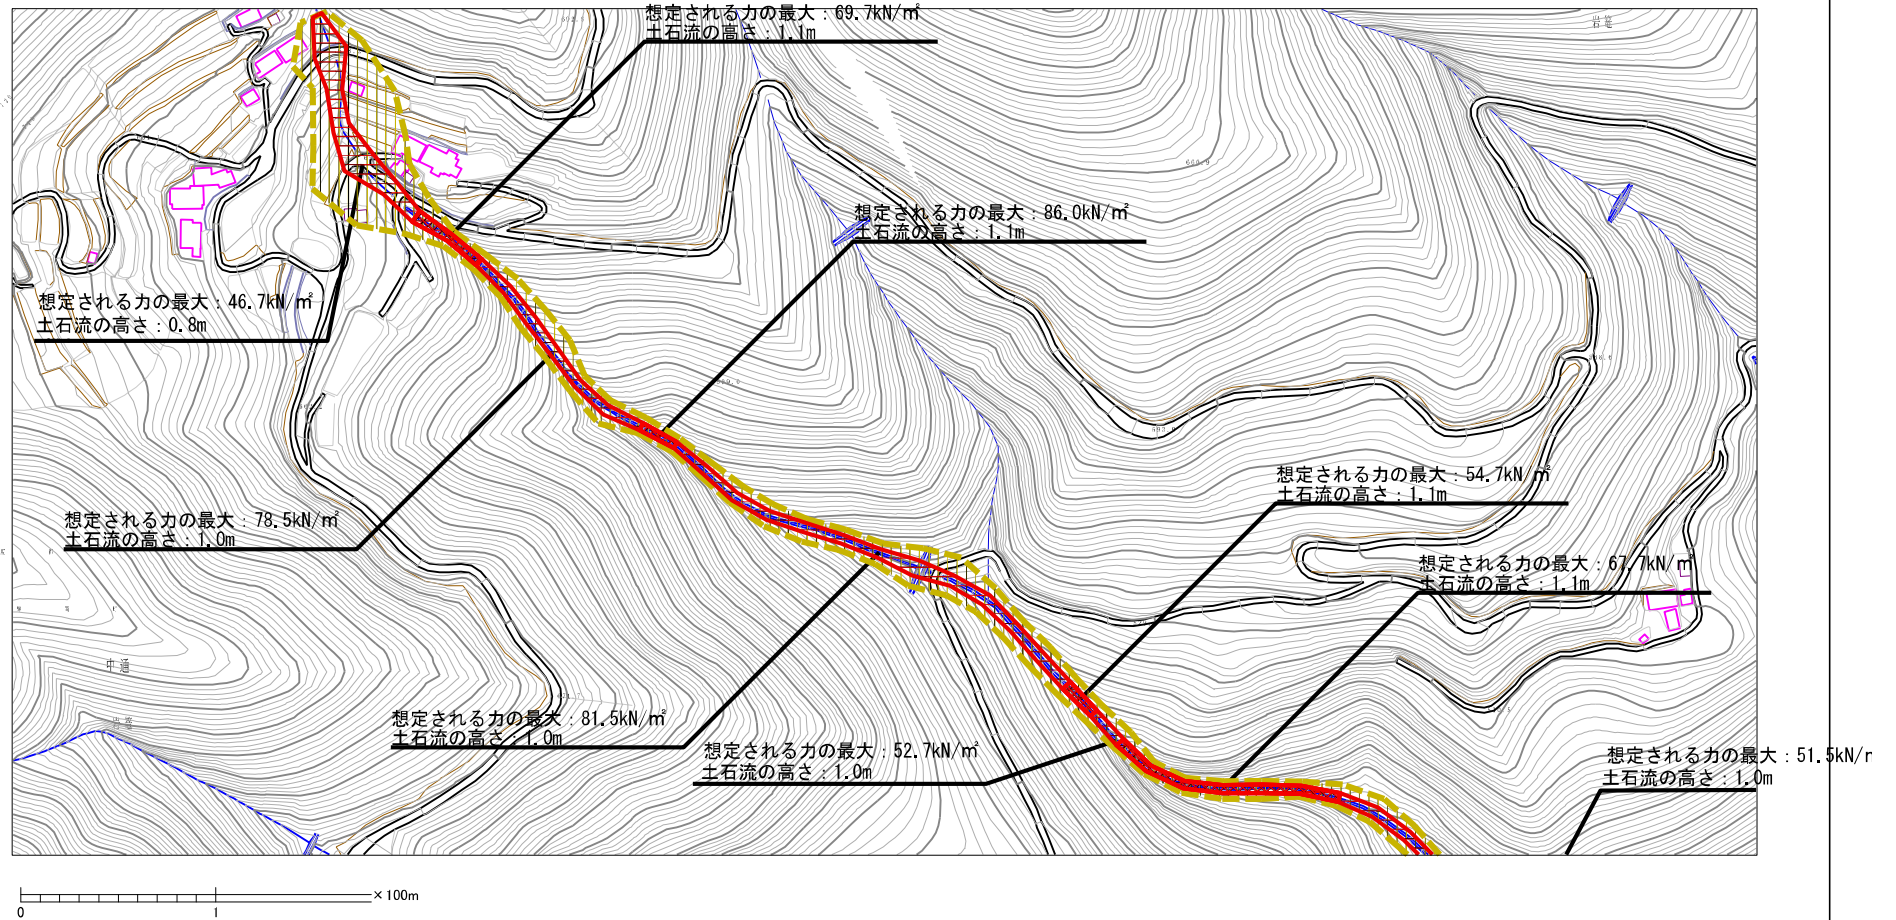 想定される力の最大：69.7kN/㎡
土石流の高さ：1.1m
岩篭
想定される力の最大：86.0kN/㎡
土石流の高さ：1.1m
想定される力の最大：46.7kN/㎡
土石流の高さ：0.8m
想定される力の最大：54.7kN/㎡
土石流の高さ：1.1m
想定される力の最大：78.5kN/㎡
土石流の高さ：1.0m
想定される力の最大：67.7kN/㎡
土石流の高さ：1.1m
中通
想定される力の最大：81.5kN/㎡
土石流の高さ：1.0m
想定される力の最大：52.7kN/㎡
土石流の高さ：1.0m
想定される力の最大：51.5kN/r
土石流の高さ：1.0m
×100m
0 1